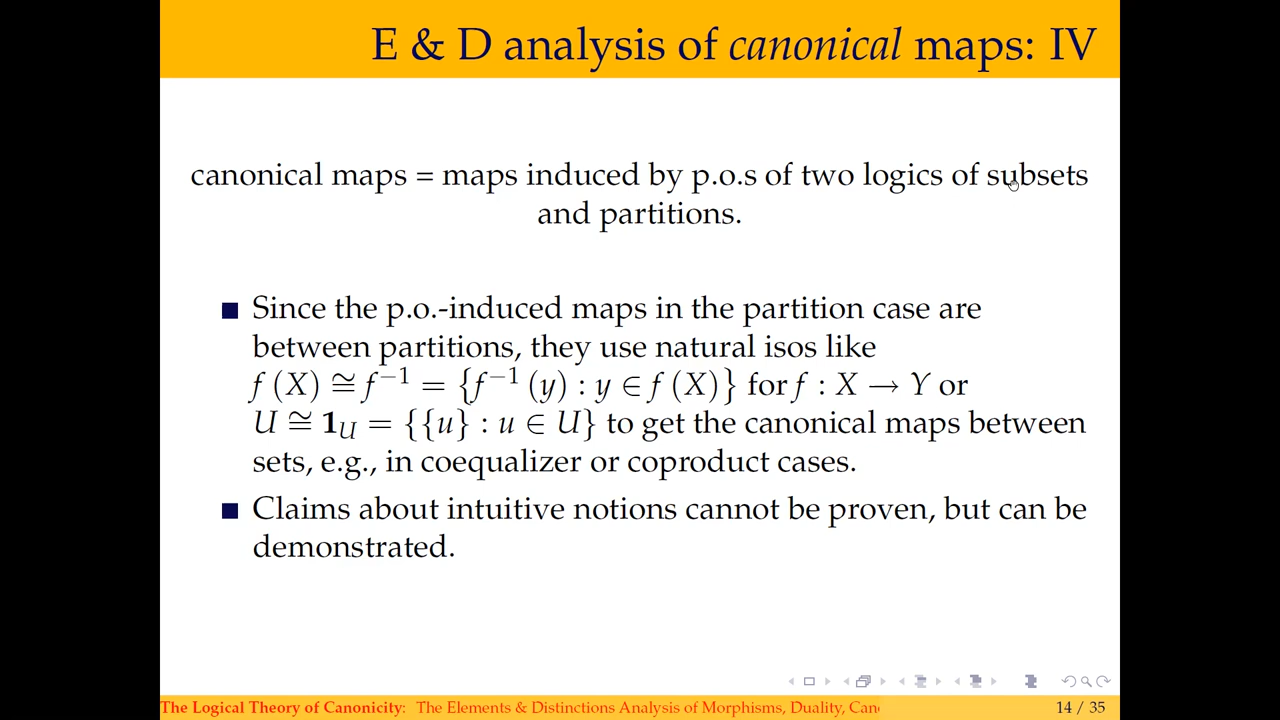 E & D analysis of canonical maps: IV
canonical maps = maps induced by p.o.s of two logics of subsets
and partitions.
Since the p.o.-induced maps in the partition case are
between partitions, they use natural isos like
f (X) ≅ f⁻¹ = {f⁻¹ (y) : y ∈ f (X)} for f : X → Y or
U ≅ 1_U = {{u} : u ∈ U} to get the canonical maps between
sets, e.g., in coequalizer or coproduct cases.
Claims about intuitive notions cannot be proven, but can be
demonstrated.
The Logical Theory of Canonicity: The Elements & Distinctions Analysis of Morphisms, Duality, Can
14 / 35